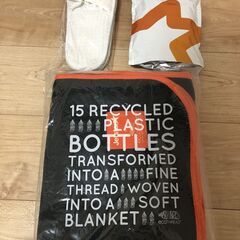 15 RECYCLED
PLASTIC
BOTTLES
TRANSFORMED
INTO A FINE
THREAD WOVEN
INTO A SOFT
BLANKET